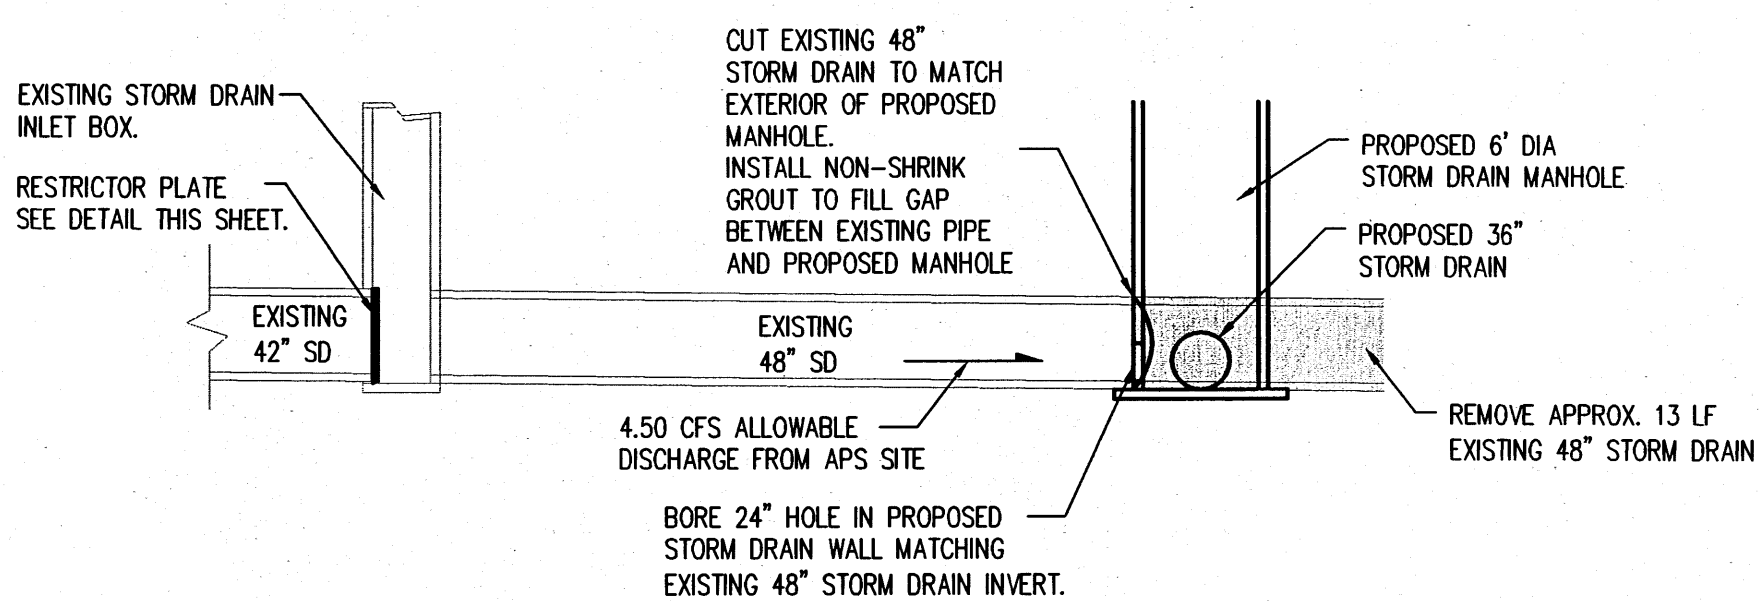 EXISTING STORM DRAIN
INLET BOX.
RESTRICTOR PLATE
SEE DETAIL THIS SHEET.
EXISTING
42" SD
CUT EXISTING 48"
STORM DRAIN TO MATCH
EXTERIOR OF PROPOSED
MANHOLE.
INSTALL NON-SHRINK
GROUT TO FILL GAP
BETWEEN EXISTING PIPE
AND PROPOSED MANHOLE
EXISTING
48" SD
4.50 CFS ALLOWABLE
DISCHARGE FROM APS SITE
BORE 24" HOLE IN PROPOSED
STORM DRAIN WALL MATCHING
EXISTING 48" STORM DRAIN INVERT.
PROPOSED 6' DIA
STORM DRAIN MANHOLE
PROPOSED 36"
STORM DRAIN
REMOVE APPROX. 13 LF
EXISTING 48" STORM DRAIN